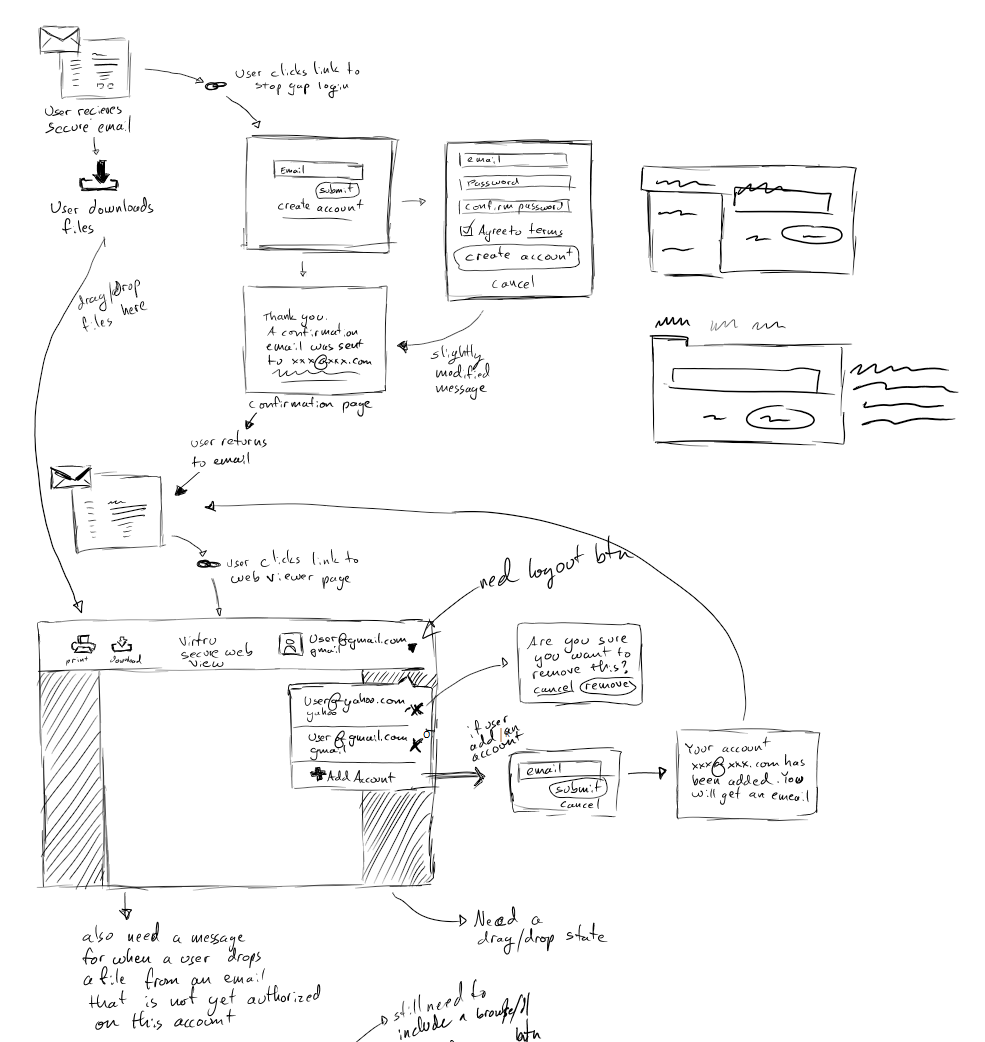 User recieves
secure email
User clicks link to
stop gap login
User downloads
files
Email
submit
create account
email
Password
confirm password
Agree to terms
create account
cancel
drag/drop
files here
Thank you.
A confirmation
email was sent
to xxx@xxx.com
confirmation page
slightly
modified
message
user returns
to email
User clicks link to
web viewer page
ned logout btn
print
download
Virtru
secure web
view
User@gmail.com
gmail
User@yahoo.com
yahoo
User@gmail.com
gmail
Add Account
Are you sure
you want to
remove this?
cancel remove
if user
add an
account
email
submit
cancel
Your account
xxx@xxx.com has
been added. You
will get an emeail
Need a
drag/drop state
also need a message
for when a user drops
a file from an email
that is not yet authorized
on this account
still need to
include a
btn